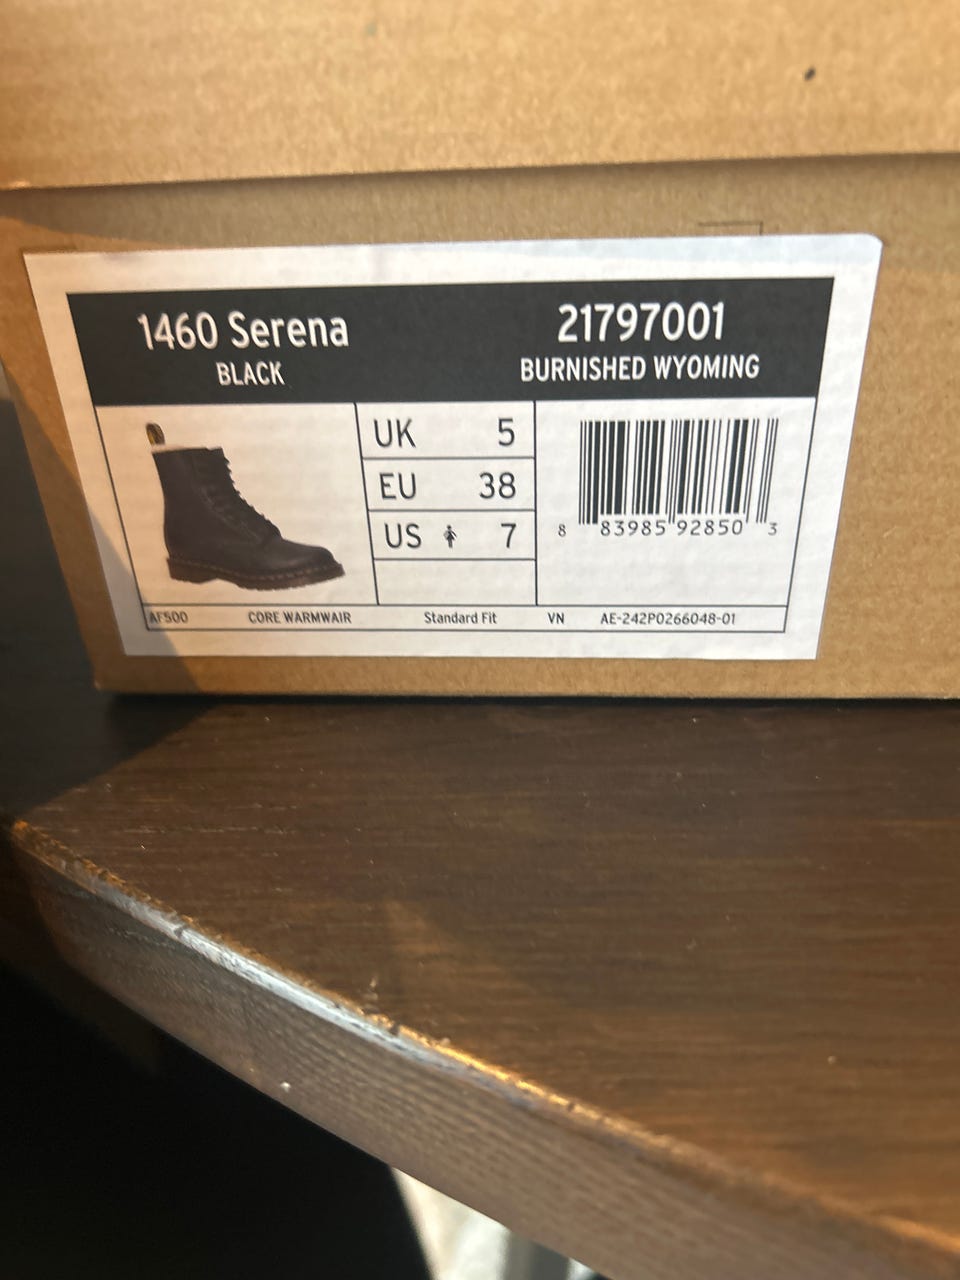 1460 Serena
BLACK
21797001
BURNISHED WYOMING
UK 5
EU 38
US 7
8 83985 92850 3
AF500 CORE WARMWAIR Standard Fit VN AE-242P0266048-01